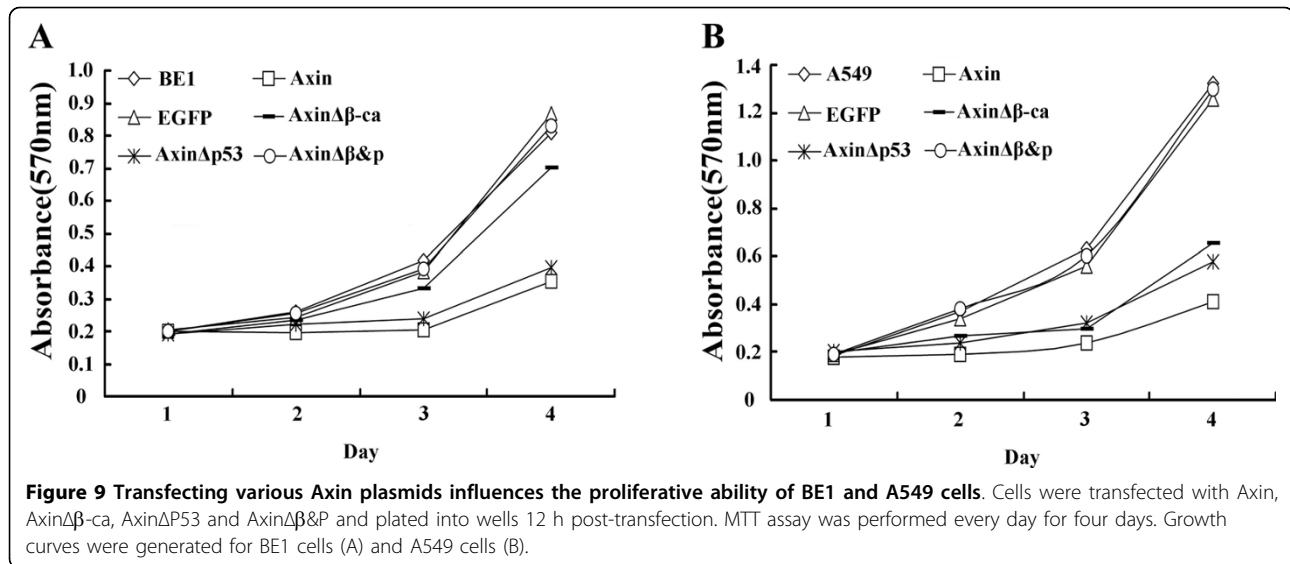 A
BE1 Axin
EGFP AxinΔβ-ca
AxinΔp53 AxinΔβ&p
Absorbance(570nm)
1.0
0.9
0.8
0.7
0.6
0.5
0.4
0.3
0.2
0.1
0
1 2 3 4
Day
B
A549 Axin
EGFP AxinΔβ-ca
AxinΔp53 AxinΔβ&p
Absorbance(570nm)
1.4
1.2
1.0
0.8
0.6
0.4
0.2
0
1 2 3 4
Day
Figure 9 Transfecting various Axin plasmids influences the proliferative ability of BE1 and A549 cells. Cells were transfected with Axin,
AxinΔβ-ca, AxinΔP53 and AxinΔβ&P and plated into wells 12 h post-transfection. MTT assay was performed every day for four days. Growth
curves were generated for BE1 cells (A) and A549 cells (B).